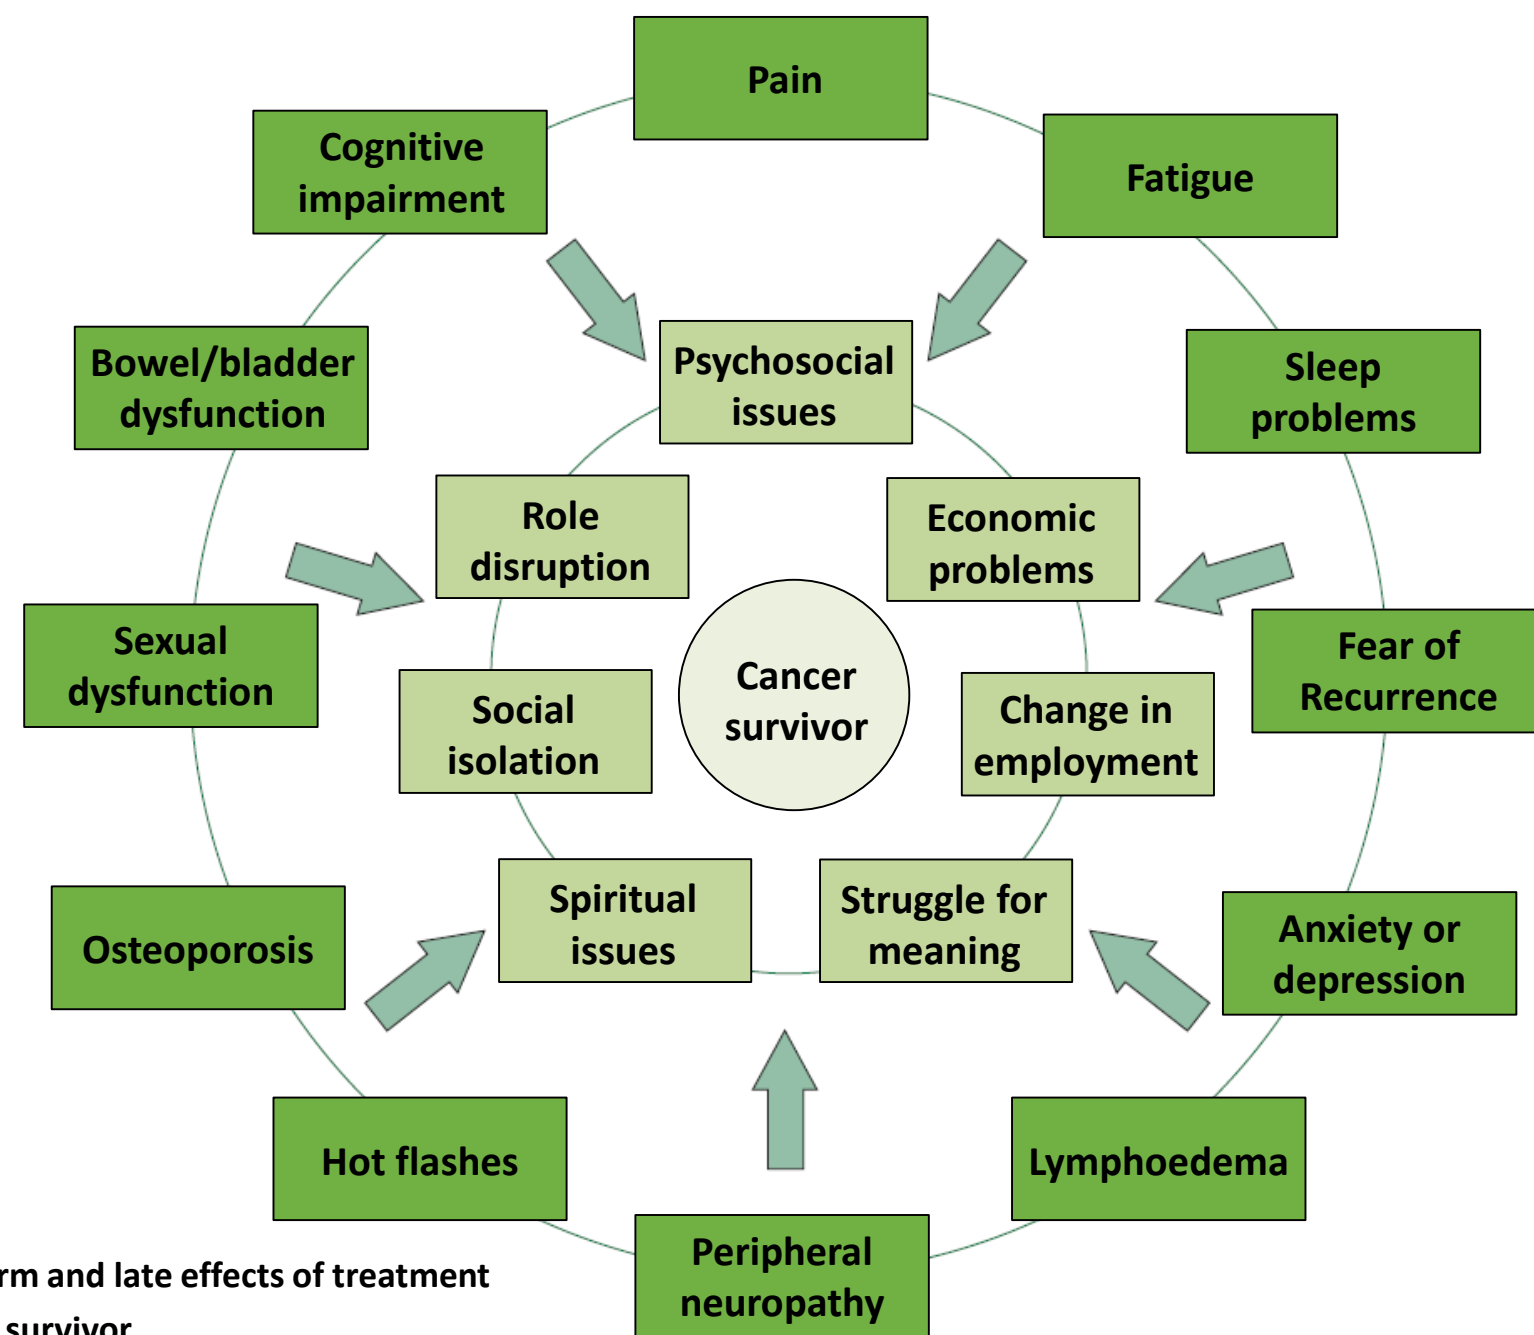 Pain
Cognitive
impairment
Fatigue
Bowel/bladder
dysfunction
Psychosocial
issues
Sleep
problems
Role
disruption
Economic
problems
Sexual
dysfunction
Cancer
survivor
Fear of
Recurrence
Social
isolation
Change in
employment
Osteoporosis
Spiritual
issues
Struggle for
meaning
Anxiety or
depression
Hot flashes
Lymphoedema
Peripheral
neuropathy
and late effects of treatment
survivor